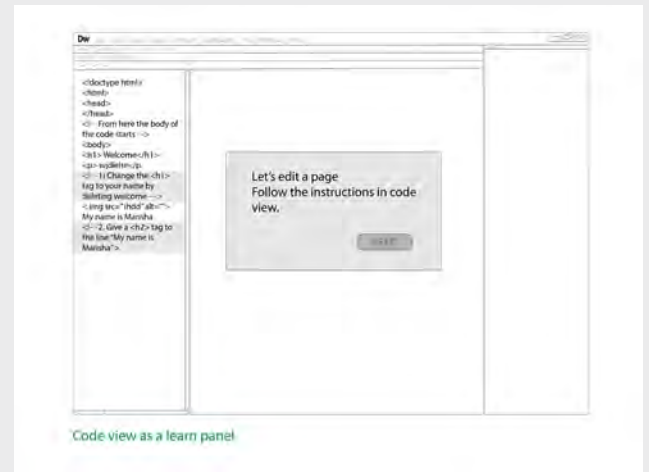 Dw
<!doctype html>
<html>
<head>
</head>
<!-- From here the body of
the code starts -->
<body>
<h1> Welcome</h1>
<!-- 1) Change the <h1>
tag to your name by
deleting welcome -->
My name is Manisha
<!-- 2. Give a <h2> tag to
the line "My name is
Manisha">
Let's edit a page
Follow the instructions in code
view.
Code view as a learn panel